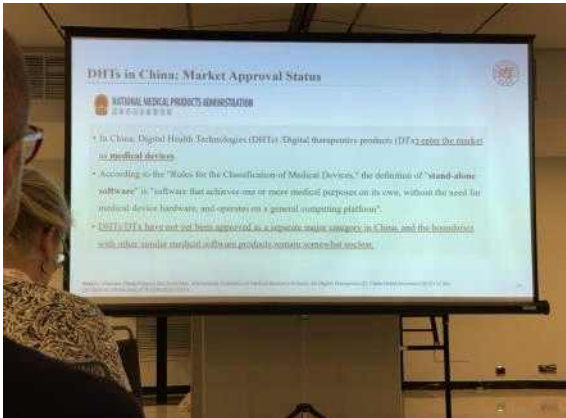 DHTs in China: Market Approval Status
NATIONAL MEDICAL PRODUCTS ADMINISTRATION
• In China, Digital Health Technologies (DHTs) /Digital therapeutics products (DTx) enter the market
as medical devices.
• According to the "Rules for the Classification of Medical Devices," the definition of "stand-alone
software" is "software that achieves one or more medical purposes on its own, without the need for
medical device hardware, and operates on a general computing platform".
• DHTs/DTx have not yet been approved as a separate major category in China, and the boundaries
with other similar medical software products remain somewhat unclear.